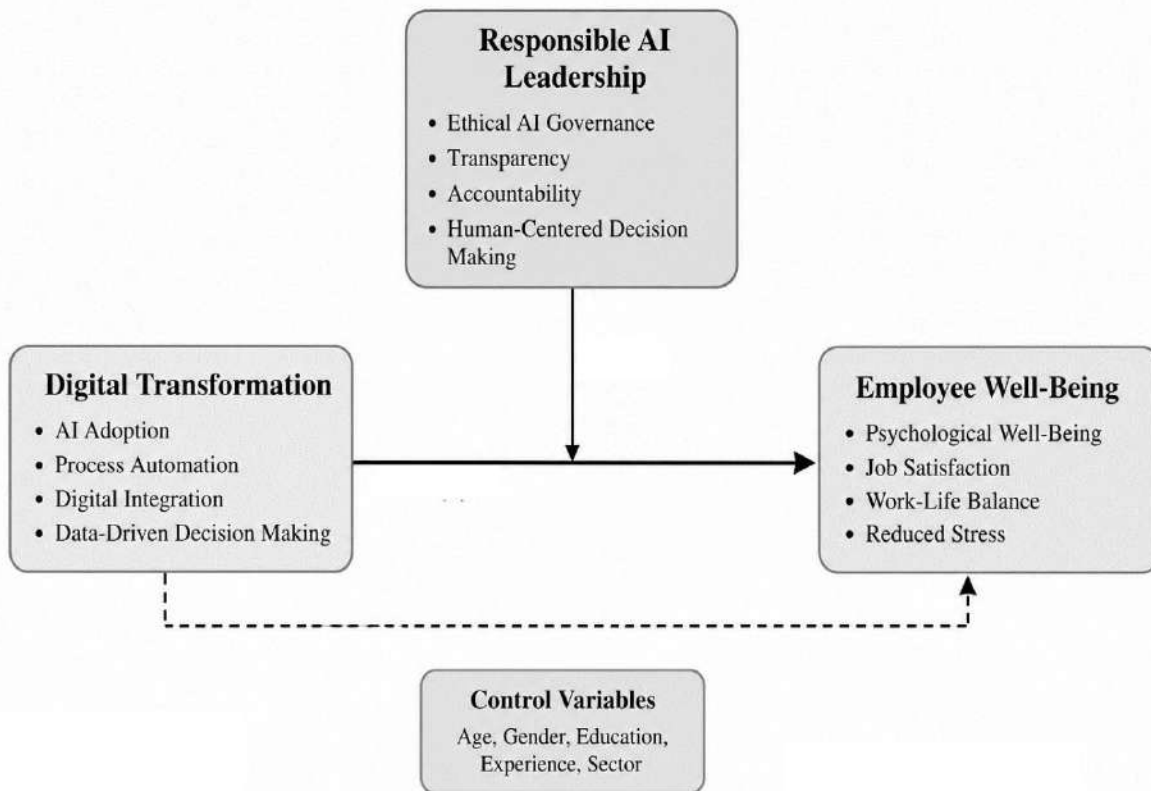 Responsible AI
Leadership
• Ethical AI Governance
• Transparency
• Accountability
• Human-Centered Decision
Making
Digital Transformation
• AI Adoption
• Process Automation
• Digital Integration
• Data-Driven Decision Making
Employee Well-Being
• Psychological Well-Being
• Job Satisfaction
• Work-Life Balance
• Reduced Stress
Control Variables
Age, Gender, Education,
Experience, Sector